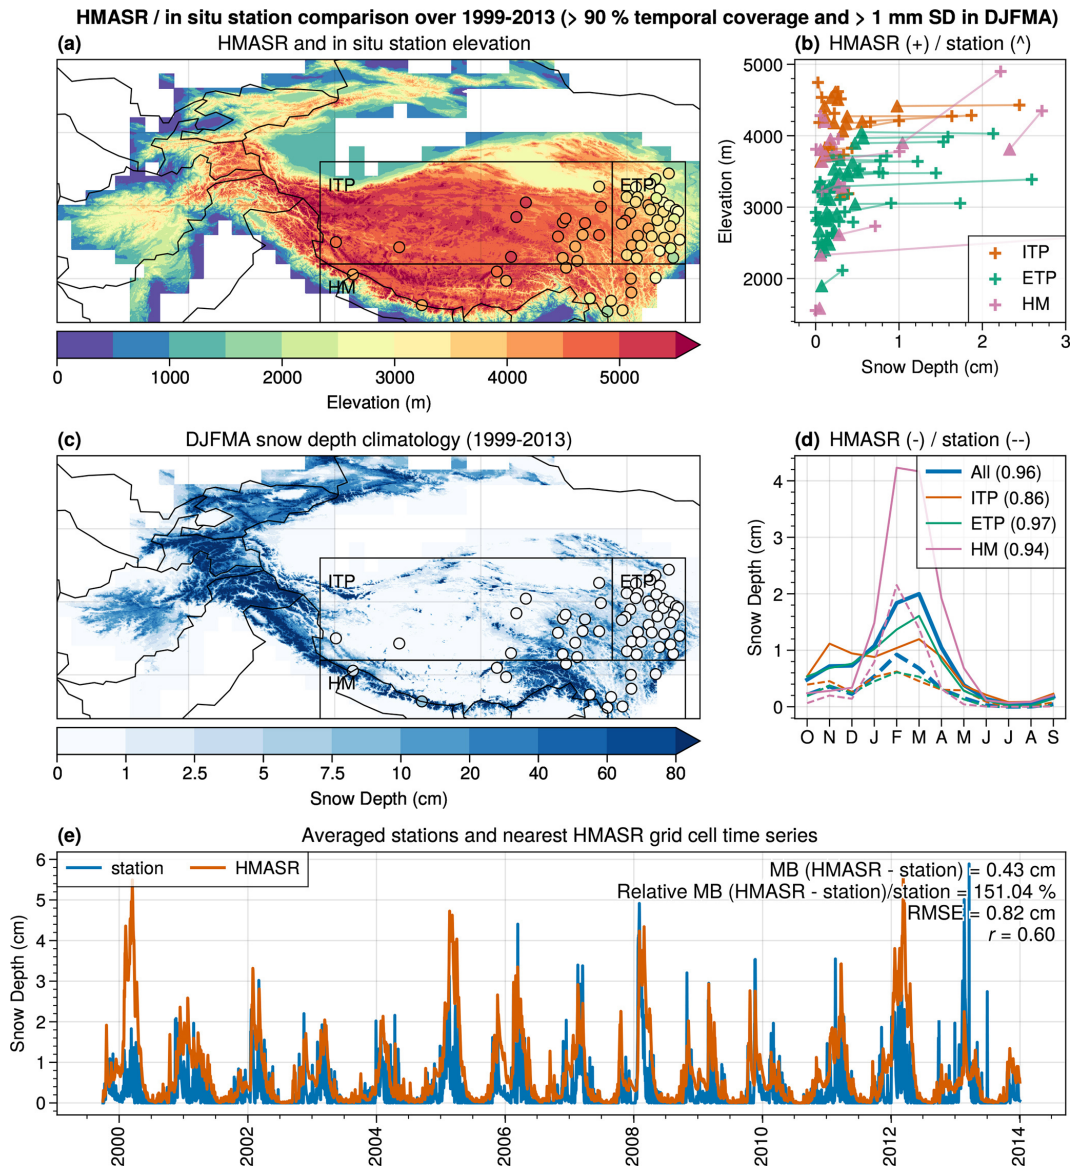 HMASR / in situ station comparison over 1999-2013 (> 90 % temporal coverage and > 1 mm SD in DJFMA)
(a) HMASR and in situ station elevation
ITP
ETP
HM
0 1000 2000 3000 4000 5000
Elevation (m)
(b) HMASR (+) / station (^)
5000
4000
3000
2000
Elevation (m)
ITP
ETP
HM
0 1 2 3
Snow Depth (cm)
(c) DJFMA snow depth climatology (1999-2013)
ITP
ETP
HM
0 1 2.5 5 7.5 10 20 40 60 80
Snow Depth (cm)
(d) HMASR (-) / station (--)
4
3
2
1
0
Snow Depth (cm)
All (0.96)
ITP (0.86)
ETP (0.97)
HM (0.94)
O N D J F M A M J J A S
(e) Averaged stations and nearest HMASR grid cell time series
station HMASR
MB (HMASR - station) = 0.43 cm
Relative MB (HMASR - station)/station = 151.04 %
RMSE = 0.82 cm
r = 0.60
6
5
4
3
2
1
0
Snow Depth (cm)
2000 2002 2004 2006 2008 2010 2012 2014